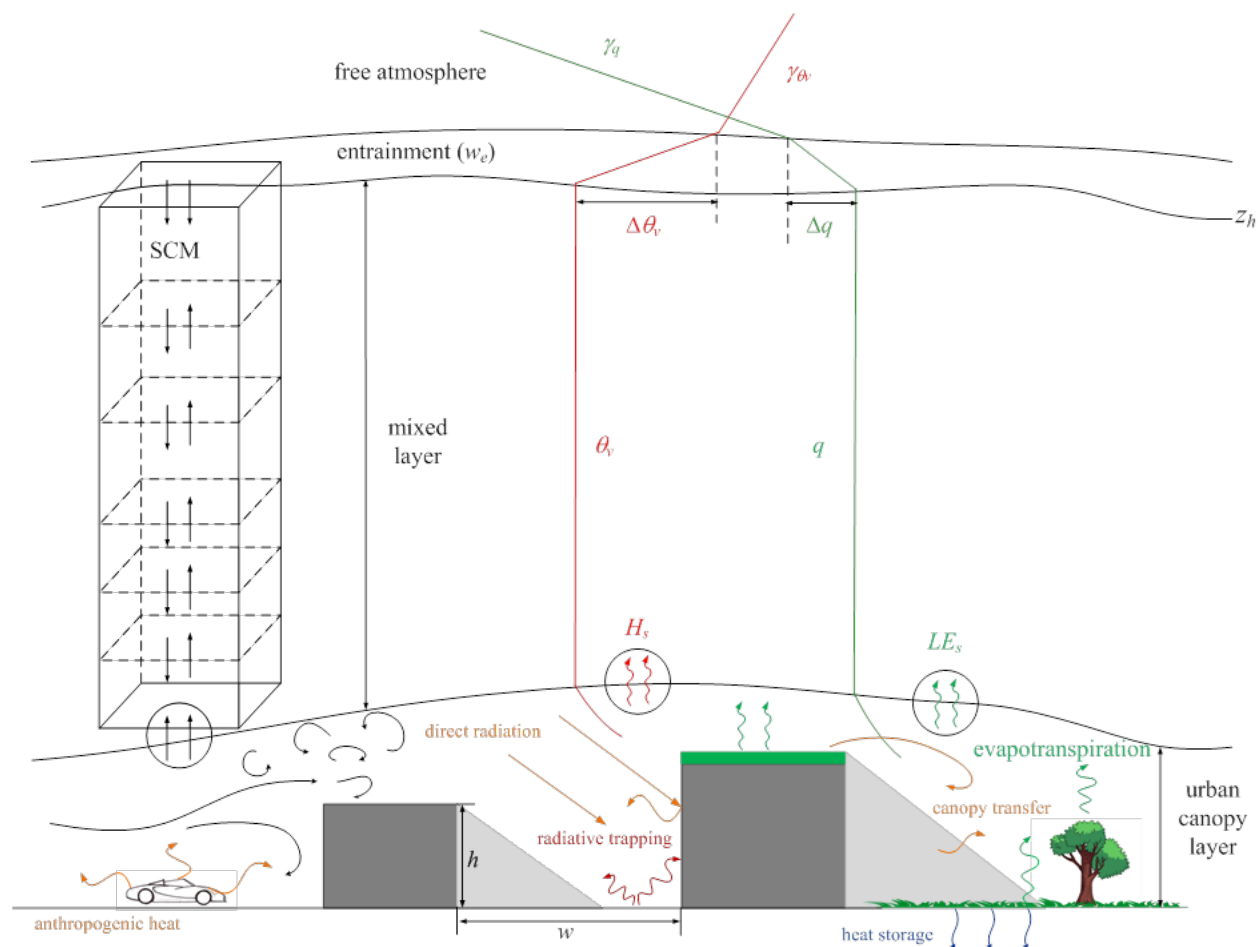 γq
γθv
free atmosphere
entrainment (we)
Δθv
Δq
zh
SCM
mixed
layer
θv
q
Hs
LEs
direct radiation
evapotranspiration
urban
canopy
layer
canopy transfer
radiative trapping
h
anthropogenic heat
w
heat storage